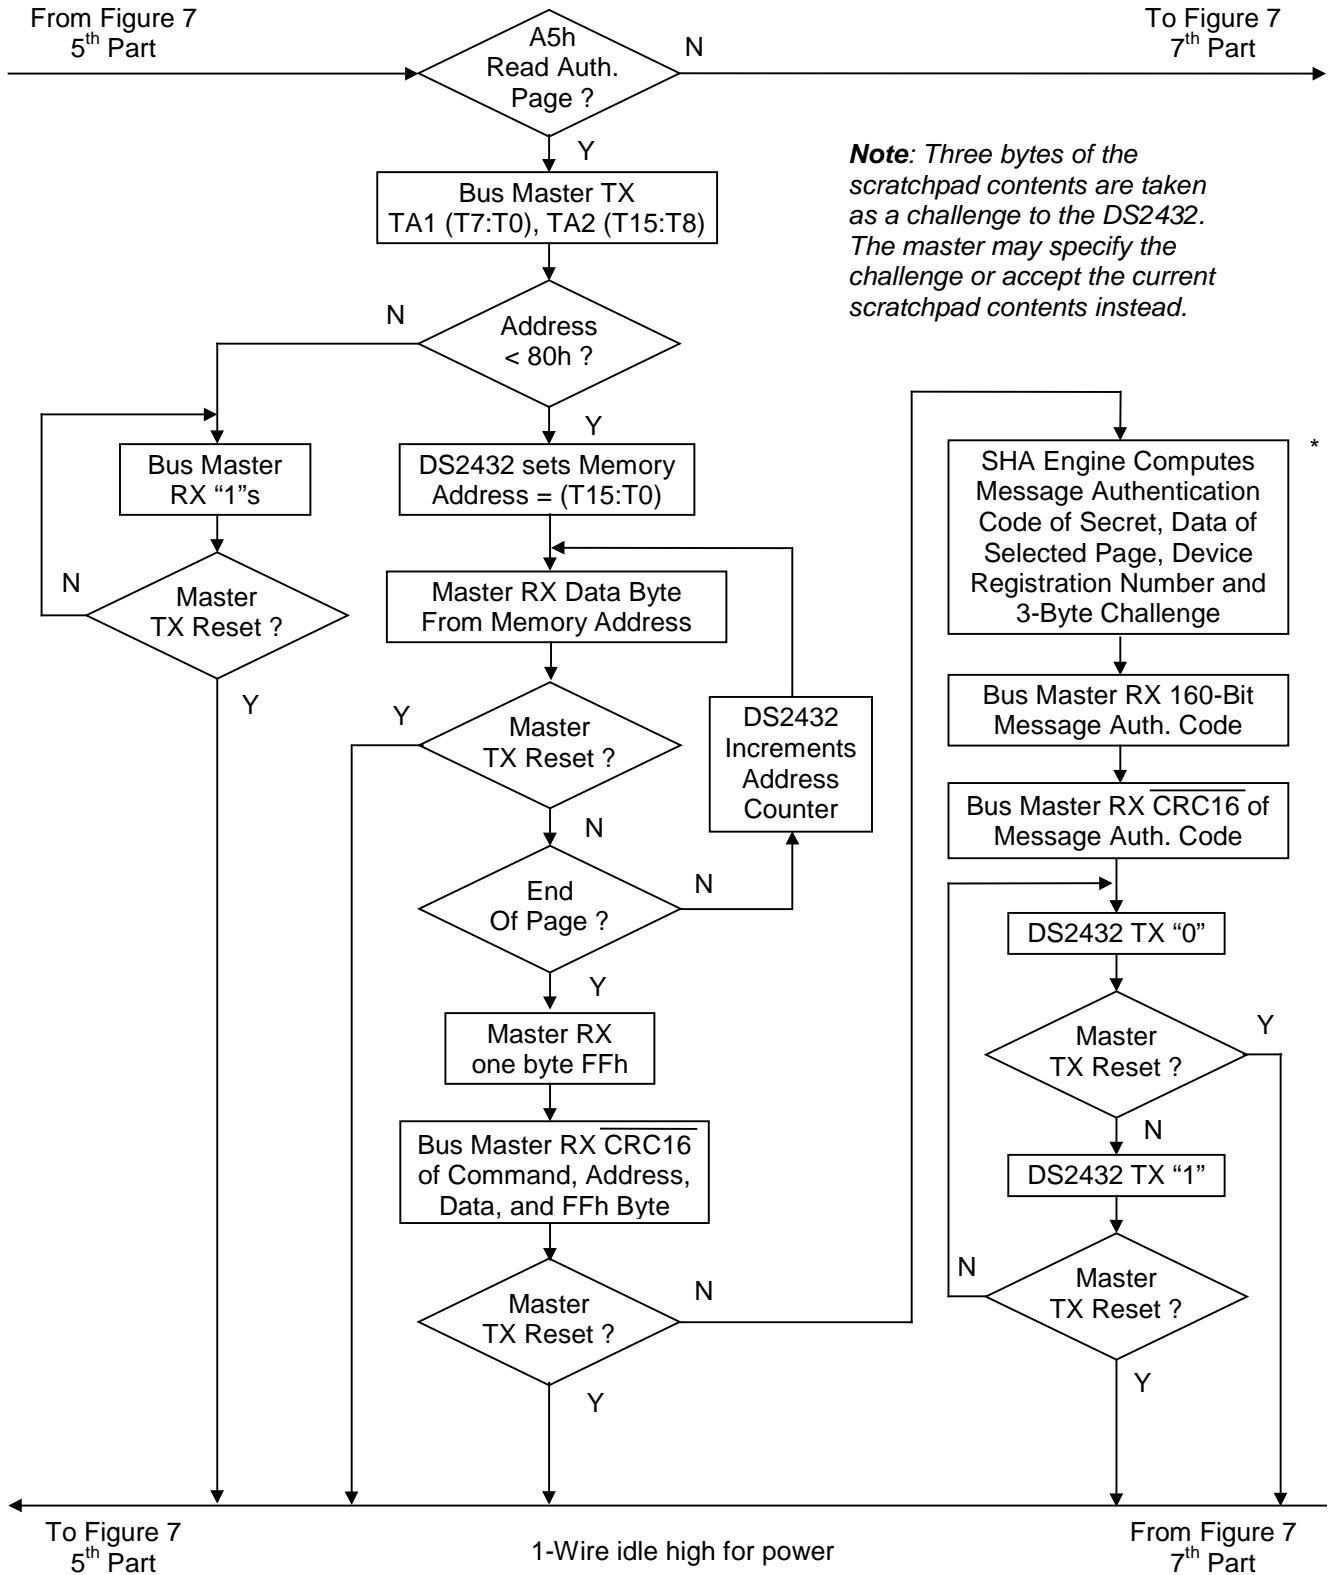 From Figure 7
5th Part
To Figure 7
7th Part
A5h
Read Auth.
Page ?
N
Y
Note: Three bytes of the
scratchpad contents are taken
as a challenge to the DS2432.
The master may specify the
challenge or accept the current
scratchpad contents instead.
Bus Master TX
TA1 (T7:T0), TA2 (T15:T8)
Address
< 80h ?
N
Y
Bus Master
RX “1”s
Master
TX Reset ?
N
Y
DS2432 sets Memory
Address = (T15:T0)
Master RX Data Byte
From Memory Address
Master
TX Reset ?
Y
N
DS2432
Increments
Address
Counter
End
Of Page ?
N
Y
Master RX
one byte FFh
Bus Master RX CRC16
of Command, Address,
Data, and FFh Byte
Master
TX Reset ?
N
Y
SHA Engine Computes
Message Authentication
Code of Secret, Data of
Selected Page, Device
Registration Number and
3-Byte Challenge
*
Bus Master RX 160-Bit
Message Auth. Code
Bus Master RX CRC16 of
Message Auth. Code
DS2432 TX “0”
Master
TX Reset ?
Y
N
DS2432 TX “1”
Master
TX Reset ?
N
Y
To Figure 7
5th Part
1-Wire idle high for power
From Figure 7
7th Part